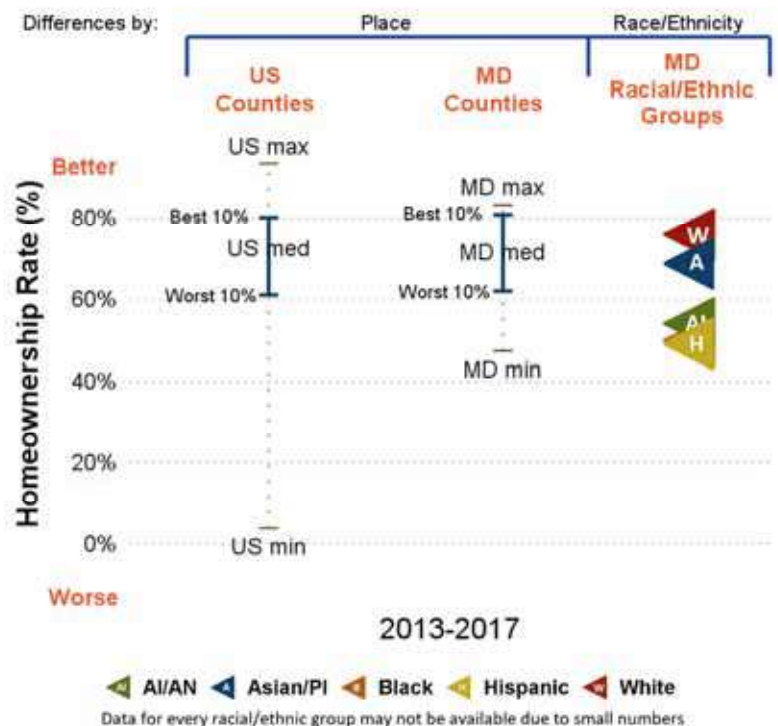 Differences by: Place Race/Ethnicity
US Counties
MD Counties
MD Racial/Ethnic Groups
Better
US max
MD max
80%
Best 10%
Best 10%
W
US med
MD med
A
60%
Worst 10%
Worst 10%
AI
H
40%
MD min
20%
0%
US min
Worse
Homeownership Rate (%)
2013-2017
AI AI/AN A Asian/PI B Black H Hispanic W White
Data for every racial/ethnic group may not be available due to small numbers